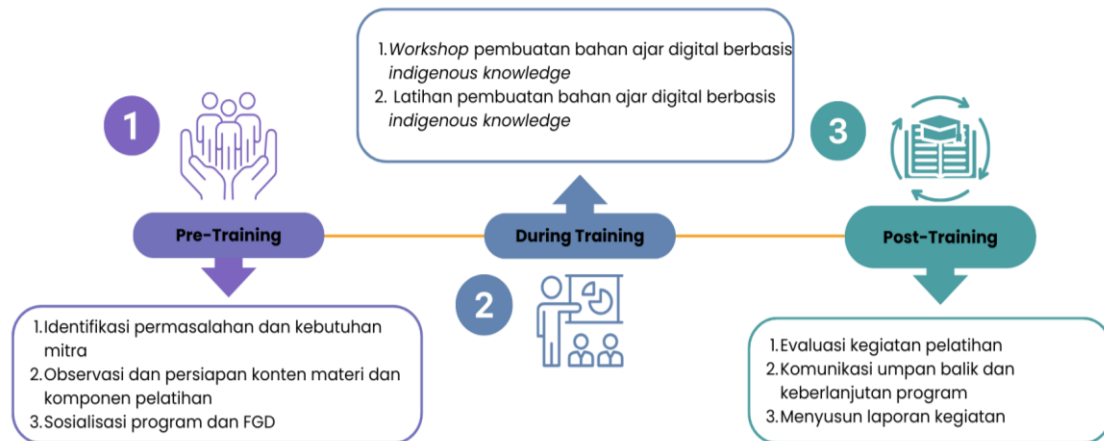 1
Pre-Training
1.Identifikasi permasalahan dan kebutuhan
mitra
2.Observasi dan persiapan konten materi dan
komponen pelatihan
3.Sosialisasi program dan FGD
1.Workshop pembuatan bahan ajar digital berbasis
indigenous knowledge
2. Latihan pembuatan bahan ajar digital berbasis
indigenous knowledge
During Training
2
3
Post-Training
1.Evaluasi kegiatan pelatihan
2.Komunikasi umpan balik dan
keberlanjutan program
3.Menyusun laporan kegiatan